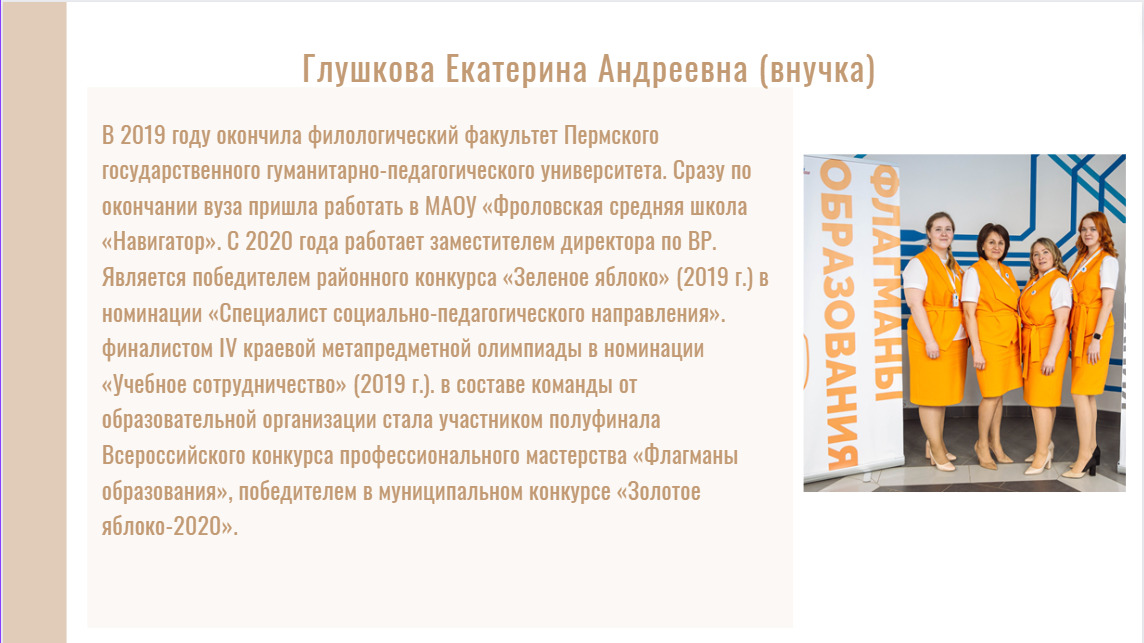 Глушкова Екатерина Андреевна (внучка)
В 2019 году окончила филологический факультет Пермского
государственного гуманитарно-педагогического университета. Сразу по
окончании вуза пришла работать в МАОУ «Фроловская средняя школа
«Навигатор». С 2020 года работает заместителем директора по ВР.
Является победителем районного конкурса «Зеленое яблоко» (2019 г.) в
номинации «Специалист социально-педагогического направления».
финалистом IV краевой метапредметной олимпиады в номинации
«Учебное сотрудничество» (2019 г.). в составе команды от
образовательной организации стала участником полуфинала
Всероссийского конкурса профессионального мастерства «Флагманы
образования», победителем в муниципальном конкурсе «Золотое
яблоко-2020».
ФЛАГМАНЫ
ОБРАЗОВАНИЯ